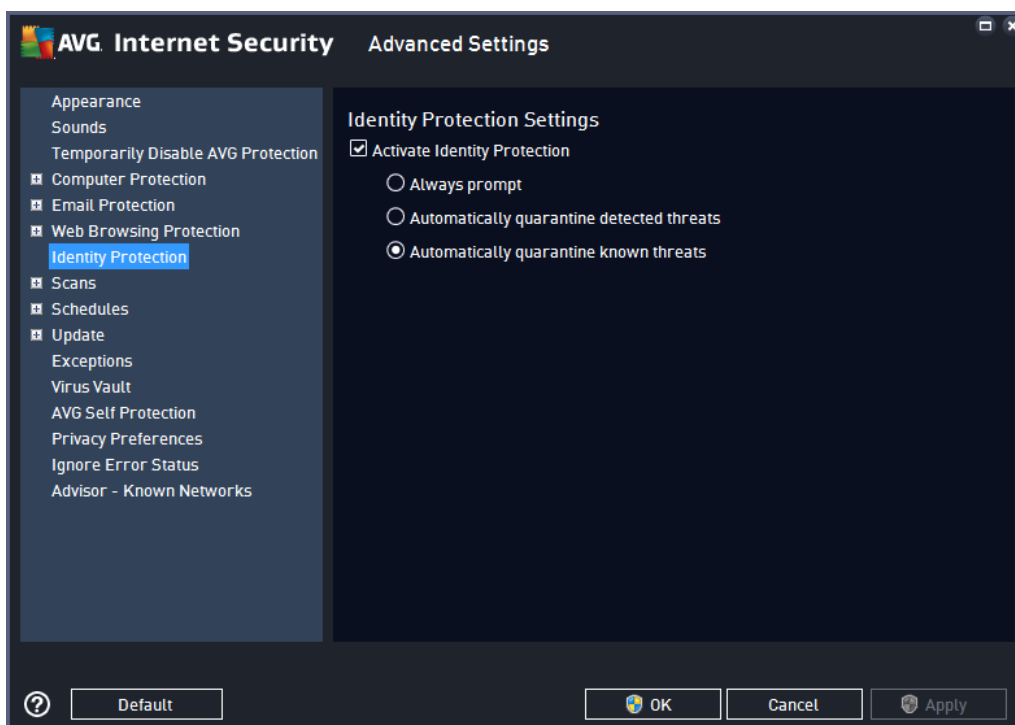 AVG. Internet Security Advanced Settings
Appearance
Sounds
Temporarily Disable AVG Protection
Computer Protection
Email Protection
Web Browsing Protection
Identity Protection
Scans
Schedules
Update
Exceptions
Virus Vault
AVG Self Protection
Privacy Preferences
Ignore Error Status
Advisor - Known Networks
Identity Protection Settings
Activate Identity Protection
Always prompt
Automatically quarantine detected threats
Automatically quarantine known threats
? Default OK Cancel Apply